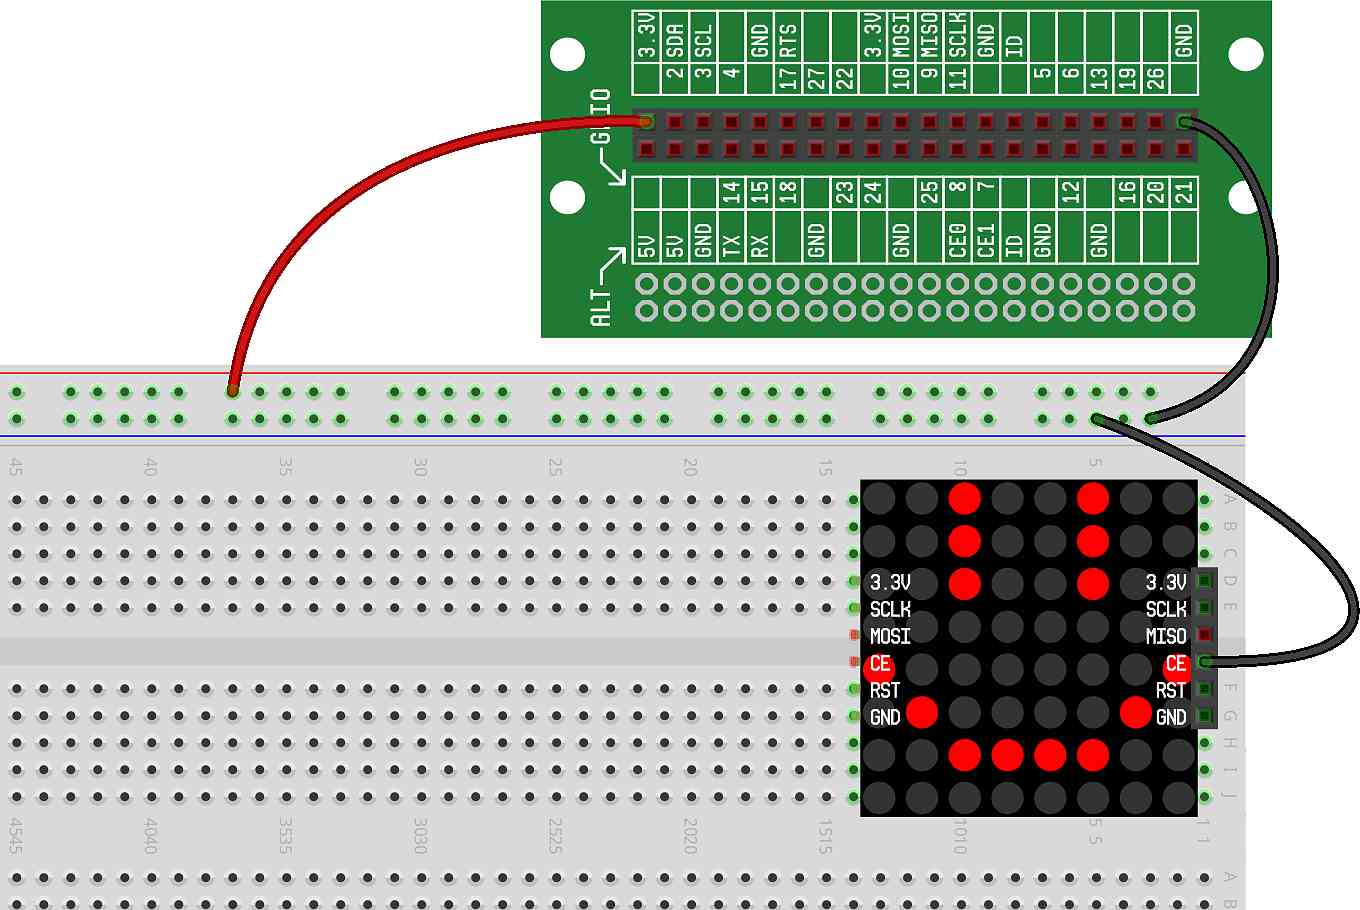 3.3V SDA SCL GND RTS 3.3V MOSI MISO SCLK GND ID GND
2 3 4 17 27 22 10 9 11 5 6 13 19 26
GPIO
14 15 18 23 24 25 8 7 12 16 20 21
5V 5V GND TX RX GND GND CE0 CE1 ID GND GND
ALT
45 40 35 30 25 20 15 10 5
A
B
C
3.3V 3.3V D
SCLK SCLK E
MOSI MISO
CE CE
RST RST F
GND GND G
H
I
J
4545 4040 3535 3030 2525 2020 1515 1010 5 5 1 1
A
B